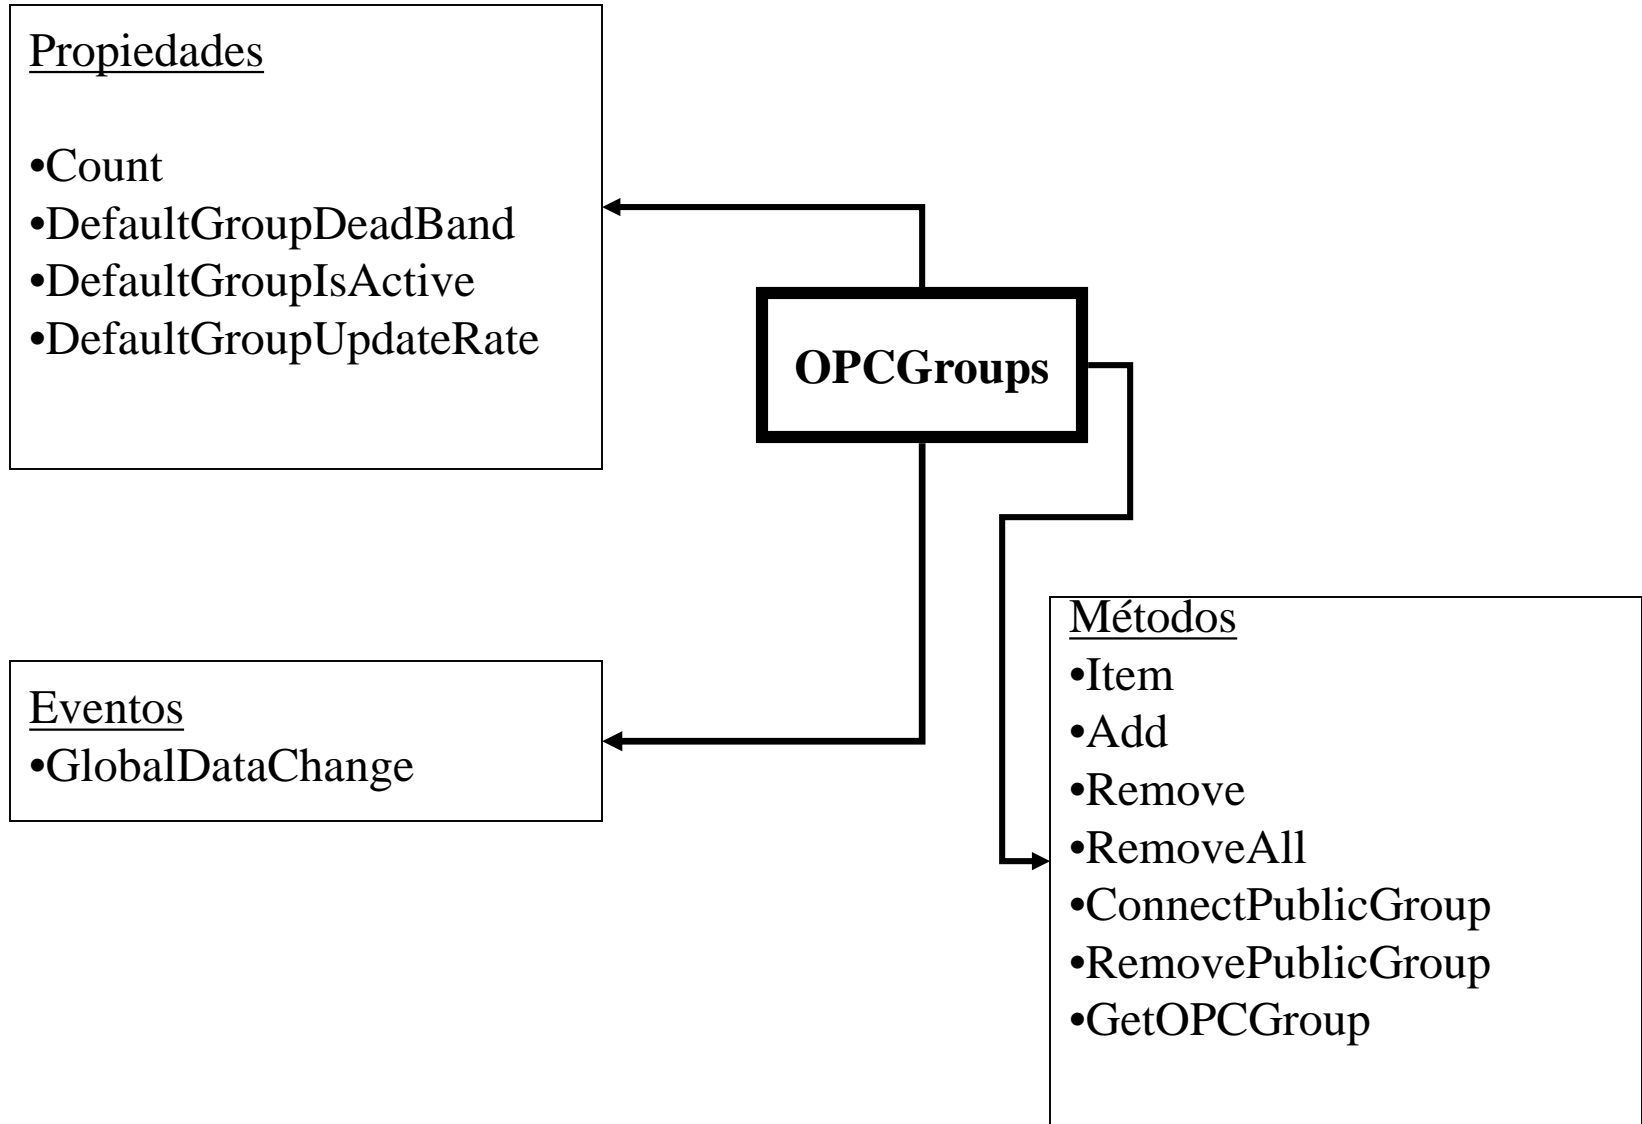 Propiedades
•Count
•DefaultGroupDeadBand
•DefaultGroupIsActive
•DefaultGroupUpdateRate
OPCGroups
Eventos
•GlobalDataChange
Métodos
•Item
•Add
•Remove
•RemoveAll
•ConnectPublicGroup
•RemovePublicGroup
•GetOPCGroup